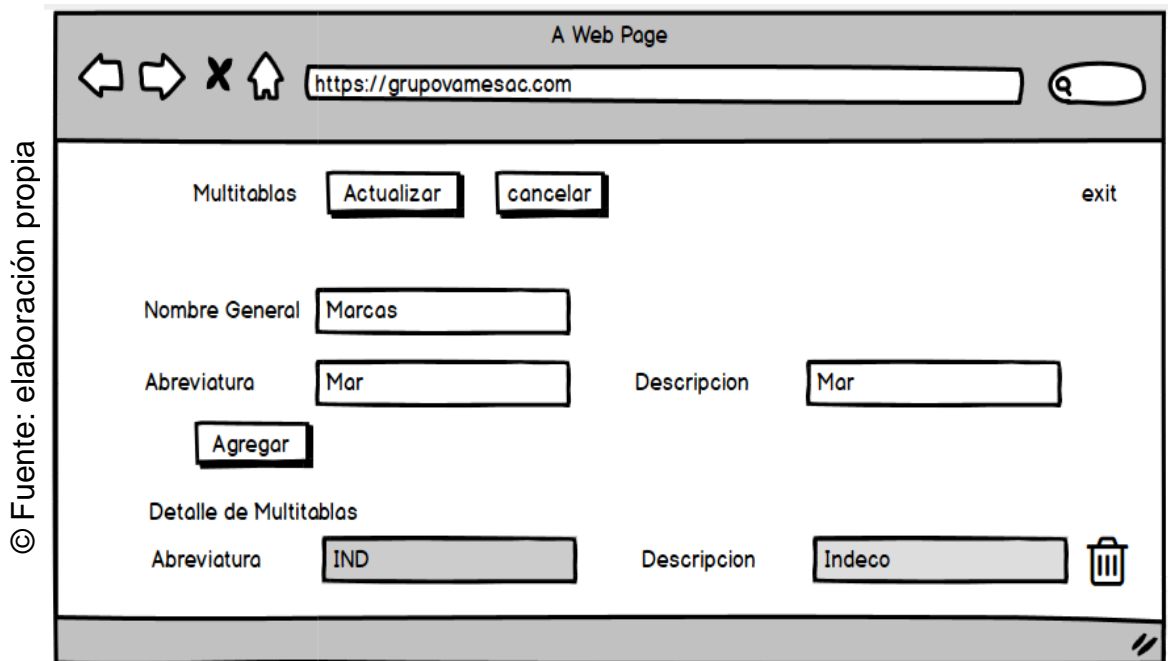 A Web Page
https://grupovamesac.com
Multitablas Actualizar cancelar exit
Nombre General Marcas
Abreviatura Mar Descripcion Mar
Agregar
Detalle de Multitablas
Abreviatura IND Descripcion Indeco
© Fuente: elaboración propia